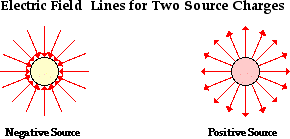 Electric Field Lines for Two Source Charges
Negative Source
Positive Source